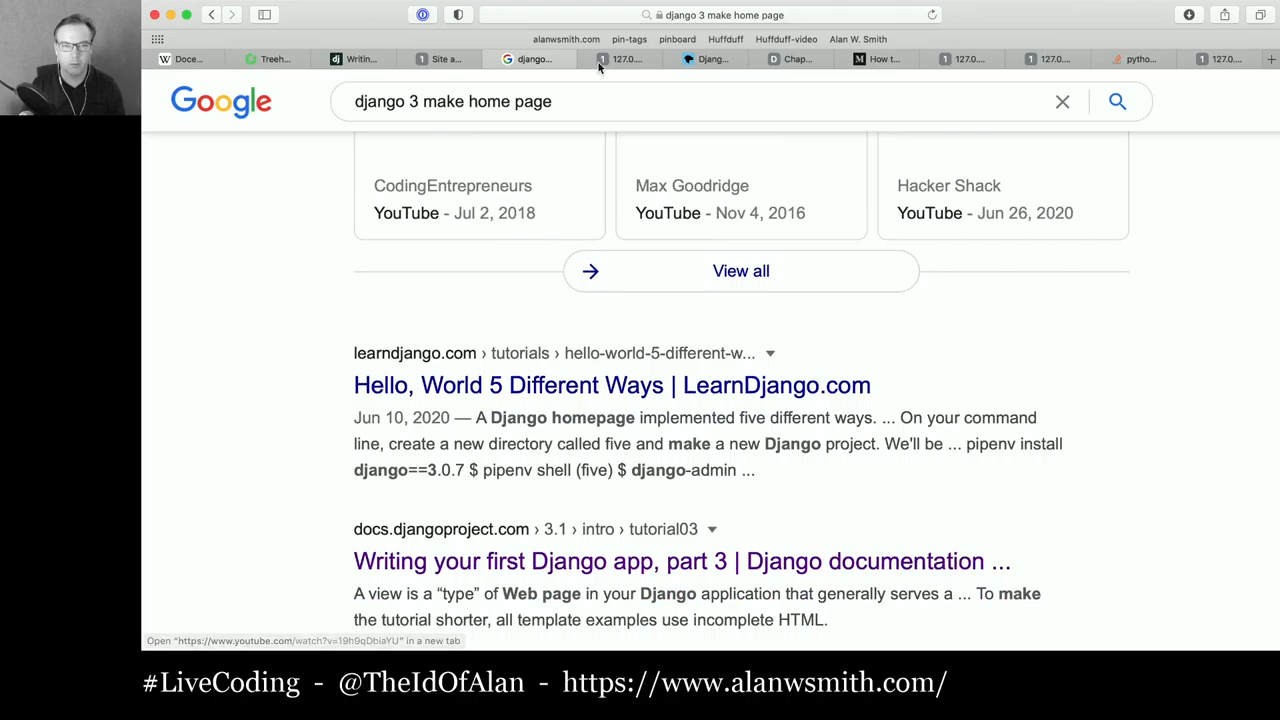 django 3 make home page
alanwsmith.com pin-tags pinboard Huffduff Huffduff-video Alan W. Smith
W Doce... Treeh... dj Writin... 1 Site a... G djang o... 1 127.0.... Djang... D Chap... M How t... 1 127.0.... 1 127.0.... pytho... 1 127.0....
Google django 3 make home page
CodingEntrepreneurs Max Goodridge Hacker Shack
YouTube - Jul 2, 2018 YouTube - Nov 4, 2016 YouTube - Jun 26, 2020
View all
learndjango.com › tutorials › hello-world-5-different-w...
Hello, World 5 Different Ways | LearnDjango.com
Jun 10, 2020 — A Django homepage implemented five different ways. ... On your command
line, create a new directory called five and make a new Django project. We'll be ... pipenv install
django==3.0.7 $ pipenv shell (five) $ django-admin ...
docs.djangoproject.com › 3.1 › intro › tutorial03
Writing your first Django app, part 3 | Django documentation ...
A view is a “type” of Web page in your Django application that generally serves a ... To make
the tutorial shorter, all template examples use incomplete HTML.
Open "https://www.youtube.com/watch?v=19h9qDbiaYU" in a new tab
#LiveCoding - @TheIdOfAlan - https://www.alanwsmith.com/